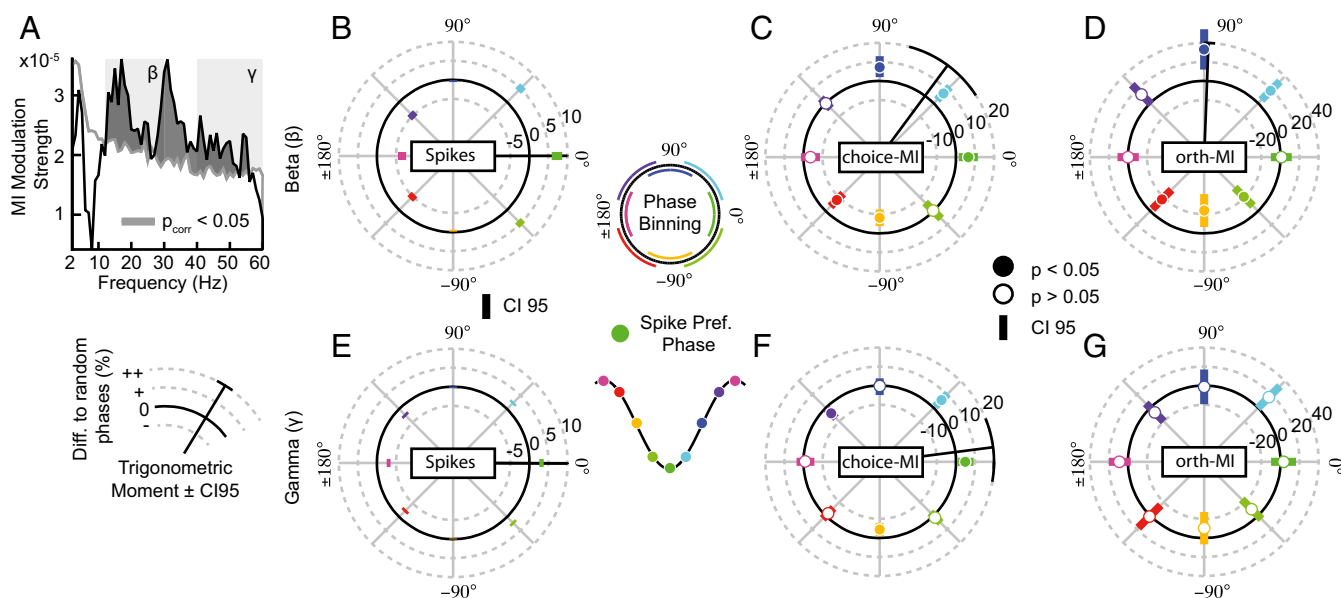 A
x10⁻⁵
β
γ
3
2
1
MI Modulation
Strength
p_corr < 0.05
2 10 20 30 40 50 60
Frequency (Hz)
Diff. to random
phases (%)
++
+
0
-
Trigonometric
Moment ± CI95
B
Beta (β)
90°
±180°
Spikes
-5 0 5 10
0°
−90°
CI 95
90°
±180°
Phase
Binning
0°
−90°
Spike Pref.
Phase
C
90°
±180°
choice-MI
-10 0 10 20
0°
−90°
D
90°
±180°
orth-MI
-20 0 20 40
0°
−90°
p < 0.05
p > 0.05
CI 95
E
Gamma (γ)
90°
±180°
Spikes
-5 0 5 10
0°
−90°
F
90°
±180°
choice-MI
-10 0 10 20
0°
−90°
G
90°
±180°
orth-MI
-20 0 20 40
0°
−90°